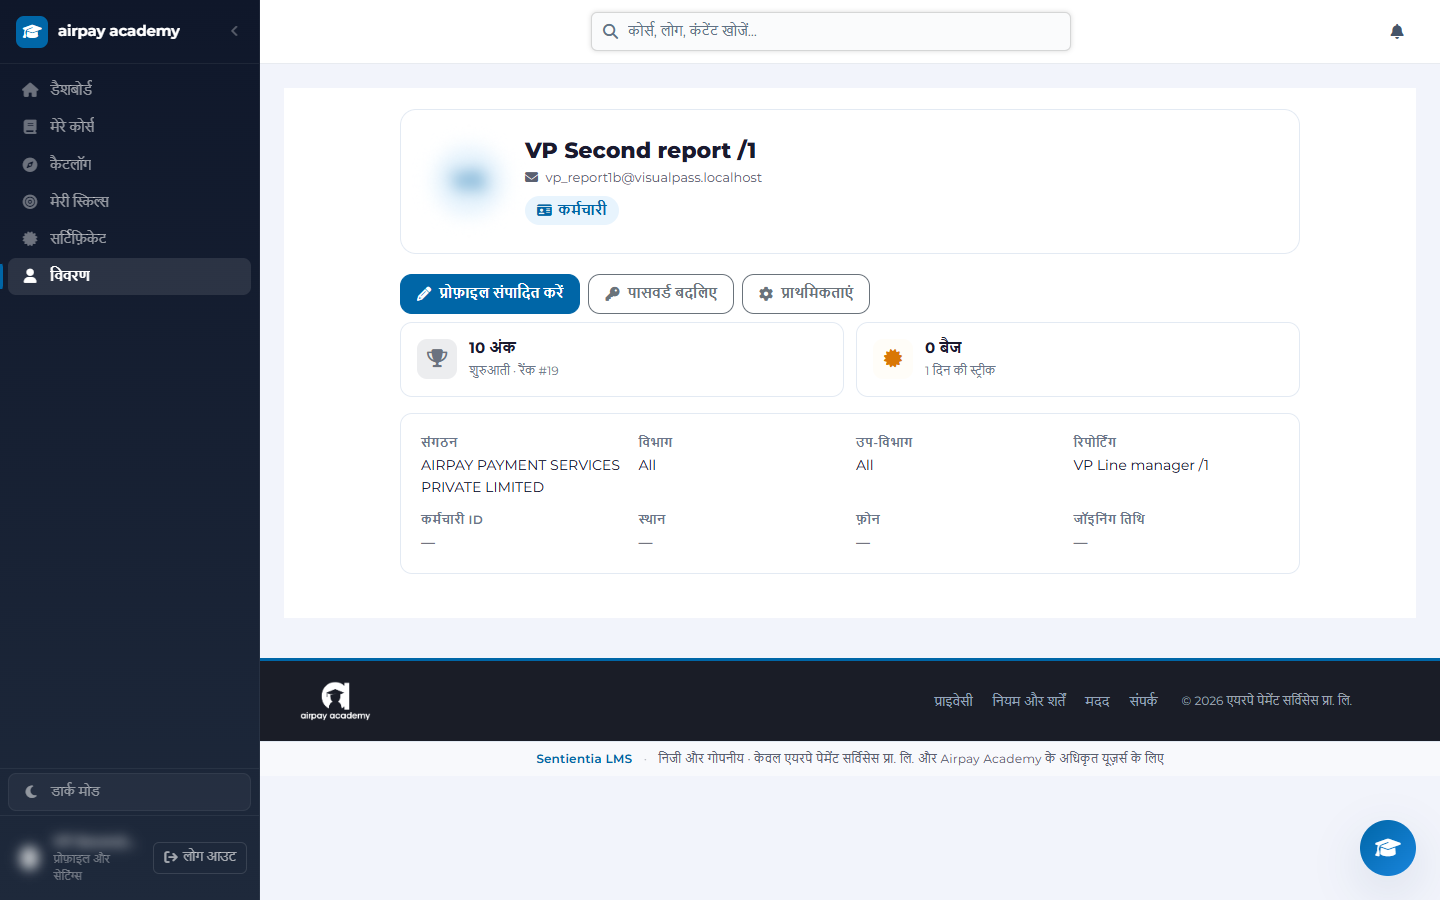 airpay academy
डैशबोर्ड
मेरे कोर्स
कैटलॉग
मेरी स्किल्स
सर्टिफ़िकेट
विवरण
डार्क मोड
प्रोफ़ाइल और
सेटिंग्स
लोग आउट
कोर्स, लोग, कंटेंट खोजें...
VP Second report /1
vp_report1b@visualpass.localhost
कर्मचारी
प्रोफ़ाइल संपादित करें
पासवर्ड बदलिए
प्राथमिकताएं
10 अंक
शुरुआती · रैंक #19
0 बैज
1 दिन की स्ट्रीक
संगठन
AIRPAY PAYMENT SERVICES
PRIVATE LIMITED
विभाग
All
उप-विभाग
All
रिपोर्टिंग
VP Line manager /1
कर्मचारी ID
—
स्थान
—
फ़ोन
—
जॉइनिंग तिथि
—
airpay academy
प्राइवेसी
नियम और शर्तें
मदद
संपर्क
© 2026 एयरपे पेमेंट सर्विसेस प्रा. लि.
Sentientia LMS · निजी और गोपनीय · केवल एयरपे पेमेंट सर्विसेस प्रा. लि. और Airpay Academy के अधिकृत यूज़र्स के लिए